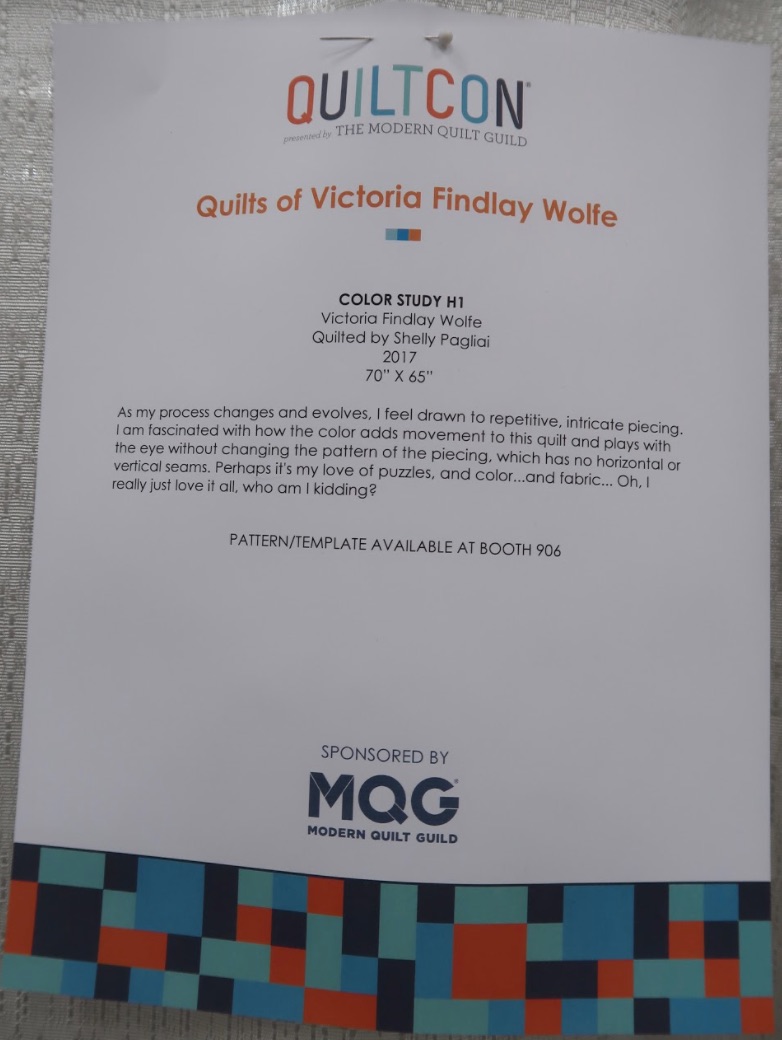 QUILTCON®
presented by THE MODERN QUILT GUILD
Quilts of Victoria Findlay Wolfe
COLOR STUDY H1
Victoria Findlay Wolfe
Quilted by Shelly Pagliai
2017
70" X 65"
As my process changes and evolves, I feel drawn to repetitive, intricate piecing.
I am fascinated with how the color adds movement to this quilt and plays with
the eye without changing the pattern of the piecing, which has no horizontal or
vertical seams. Perhaps it's my love of puzzles, and color...and fabric... Oh, I
really just love it all, who am I kidding?
PATTERN/TEMPLATE AVAILABLE AT BOOTH 906
SPONSORED BY
MQG®
MODERN QUILT GUILD